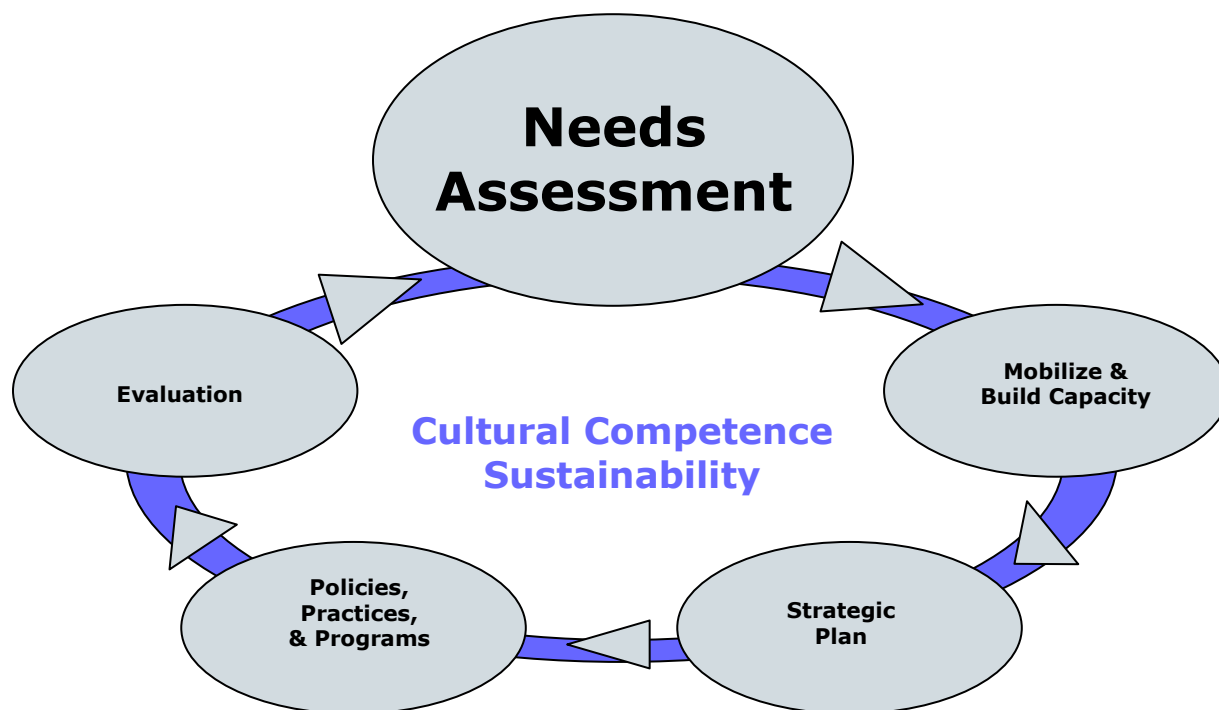 Needs
Assessment
Evaluation
Mobilize &
Build Capacity
Cultural Competence
Sustainability
Policies,
Practices,
& Programs
Strategic
Plan